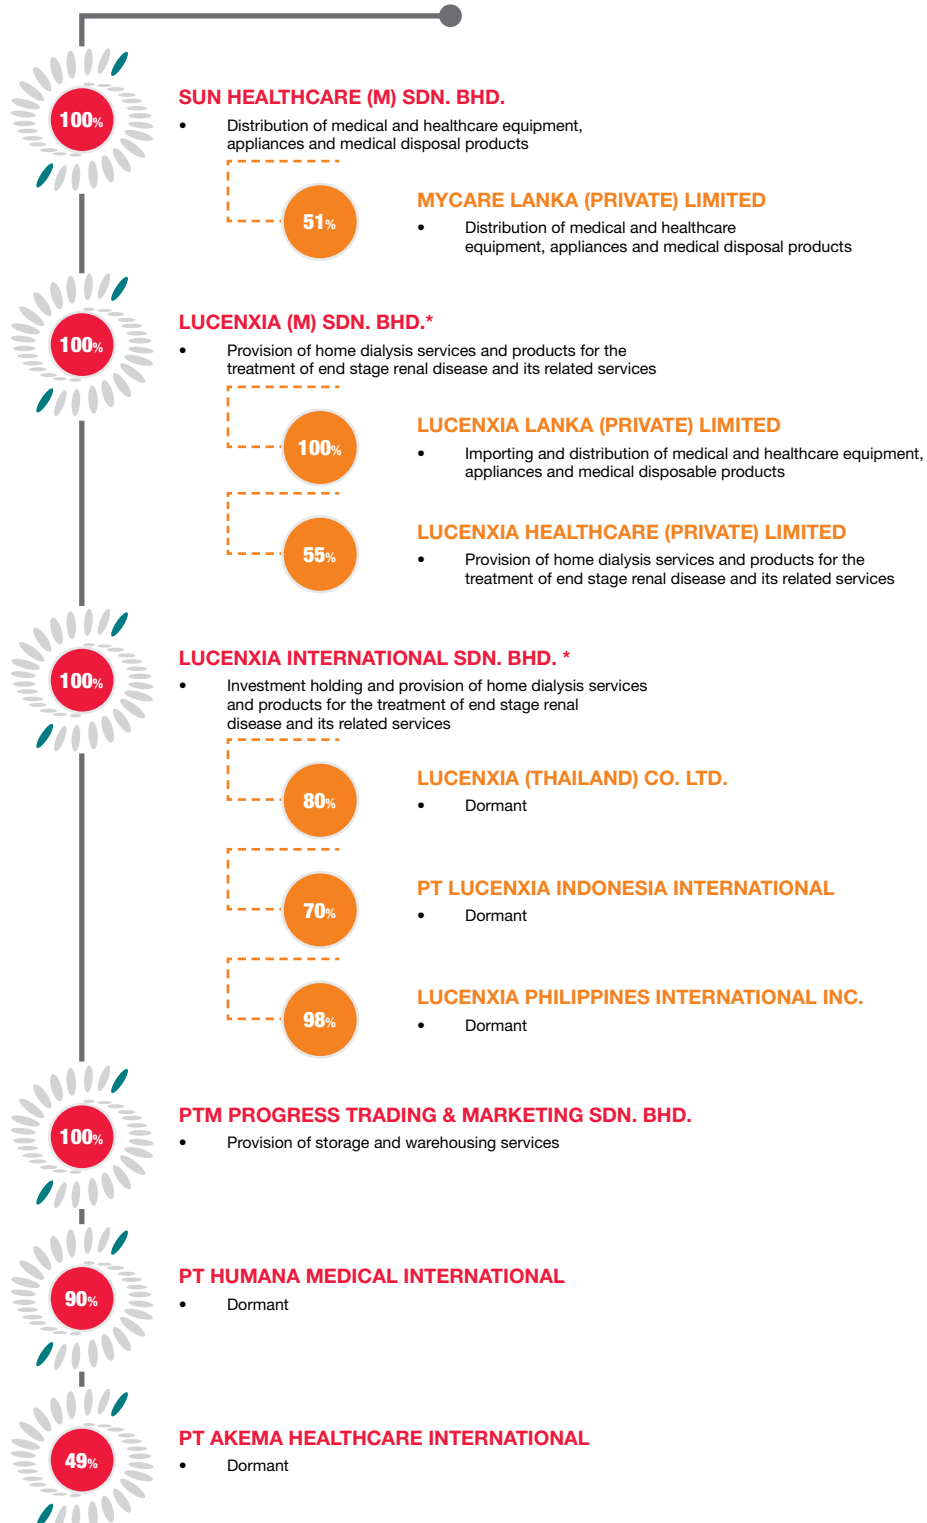 100%
SUN HEALTHCARE (M) SDN. BHD.
• Distribution of medical and healthcare equipment,
appliances and medical disposal products
51%
MYCARE LANKA (PRIVATE) LIMITED
• Distribution of medical and healthcare
equipment, appliances and medical disposal products
100%
LUCENXIA (M) SDN. BHD.*
• Provision of home dialysis services and products for the
treatment of end stage renal disease and its related services
100%
LUCENXIA LANKA (PRIVATE) LIMITED
• Importing and distribution of medical and healthcare equipment,
appliances and medical disposable products
55%
LUCENXIA HEALTHCARE (PRIVATE) LIMITED
• Provision of home dialysis services and products for the
treatment of end stage renal disease and its related services
100%
LUCENXIA INTERNATIONAL SDN. BHD. *
• Investment holding and provision of home dialysis services
and products for the treatment of end stage renal
disease and its related services
80%
LUCENXIA (THAILAND) CO. LTD.
• Dormant
70%
PT LUCENXIA INDONESIA INTERNATIONAL
• Dormant
98%
LUCENXIA PHILIPPINES INTERNATIONAL INC.
• Dormant
100%
PTM PROGRESS TRADING & MARKETING SDN. BHD.
• Provision of storage and warehousing services
90%
PT HUMANA MEDICAL INTERNATIONAL
• Dormant
49%
PT AKEMA HEALTHCARE INTERNATIONAL
• Dormant